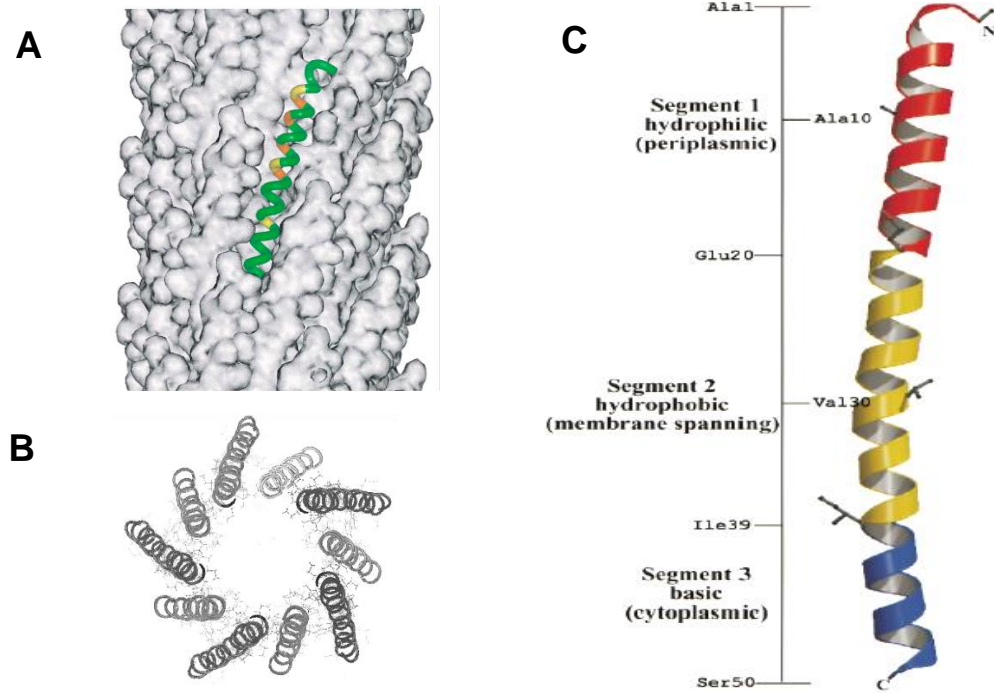 A
B
C
Ala1
N
Segment 1
hydrophilic
(periplasmic)
Ala10
Glu20
Segment 2
hydrophobic
(membrane spanning)
Val30
Ile39
Segment 3
basic
(cytoplasmic)
Ser50
C